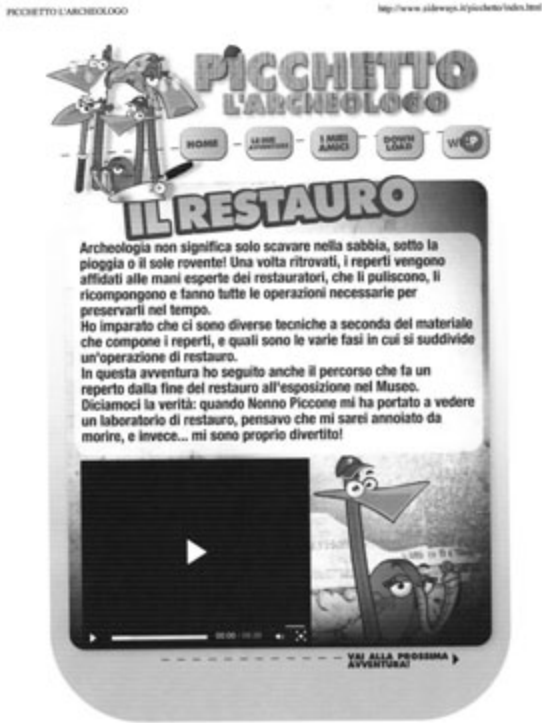 PICCHETTO L'ARCHEOLOGO
http://www.sideways.it/picchetto/index.html
PICCHETTO
L'ARCHEOLOGO
HOME
LE MIE
AVVENTURE
I MIEI
AMICI
DOWN
LOAD
IL RESTAURO
Archeologia non significa solo scavare nella sabbia, sotto la
pioggia o il sole rovente! Una volta ritrovati, i reperti vengono
affidati alle mani esperte dei restauratori, che li puliscono, li
ricompongono e fanno tutte le operazioni necessarie per
preservarli nel tempo.
Ho imparato che ci sono diverse tecniche a seconda del materiale
che compone i reperti, e quali sono le varie fasi in cui si suddivide
un'operazione di restauro.
In questa avventura ho seguito anche il percorso che fa un
reperto dalla fine del restauro all'esposizione nel Museo.
Diciamoci la verità: quando Nonno Piccone mi ha portato a vedere
un laboratorio di restauro, pensavo che mi sarei annoiato da
morire, e invece... mi sono proprio divertito!
00:00
VAI ALLA PROSSIMA
AVVENTURA!